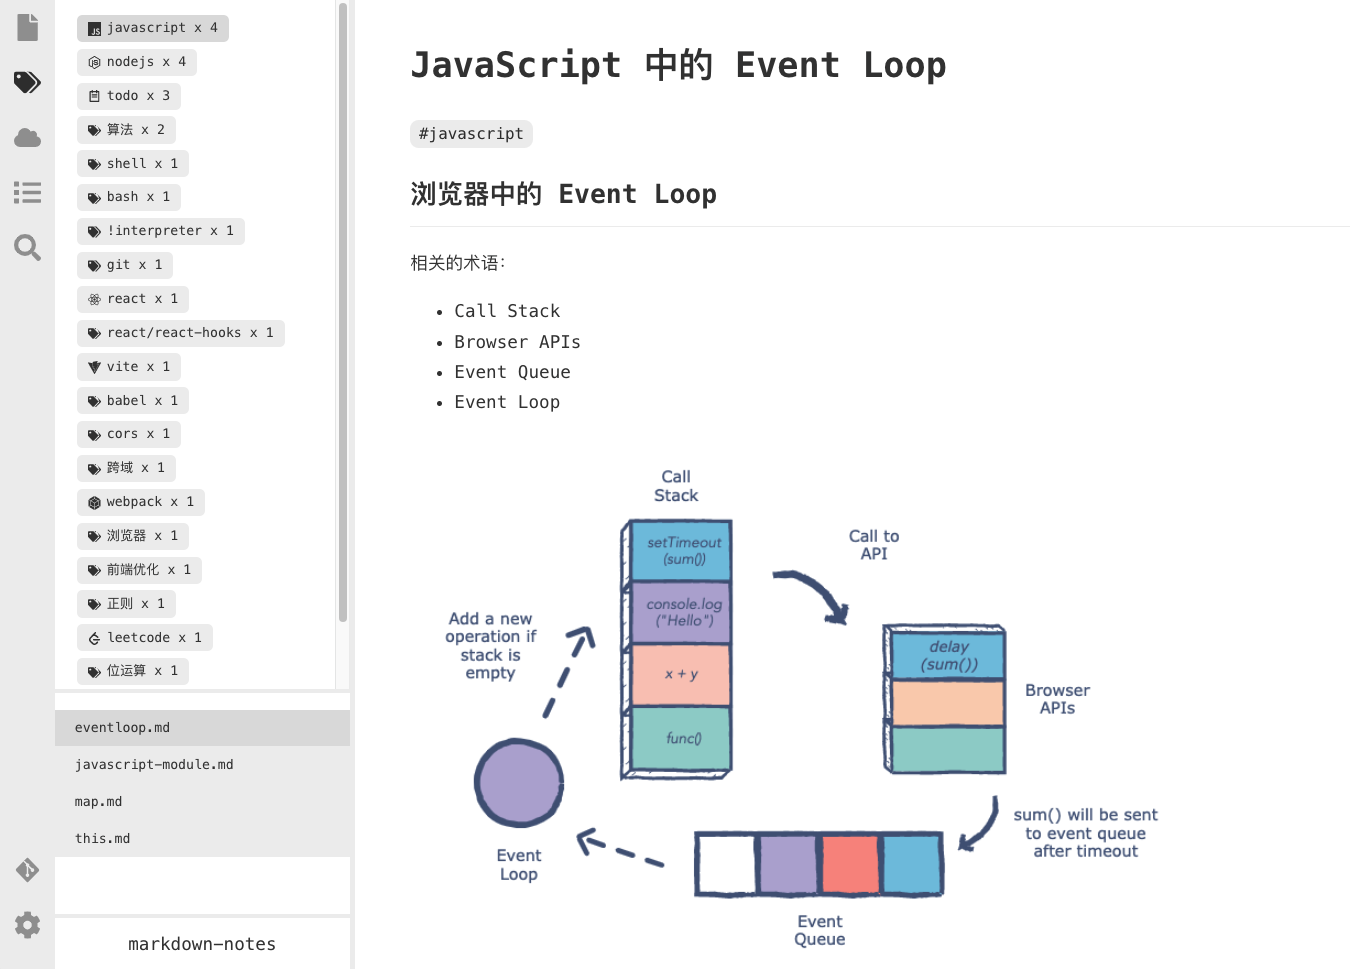 javascript x 4
nodejs x 4
todo x 3
算法 x 2
shell x 1
bash x 1
!interpreter x 1
git x 1
react x 1
react/react-hooks x 1
vite x 1
babel x 1
cors x 1
跨域 x 1
webpack x 1
浏览器 x 1
前端优化 x 1
正则 x 1
leetcode x 1
位运算 x 1
eventloop.md
javascript-module.md
map.md
this.md
markdown-notes
JavaScript 中的 Event Loop
#javascript
浏览器中的 Event Loop
相关的术语:
• Call Stack
• Browser APIs
• Event Queue
• Event Loop
Call
Stack
setTimeout
(sum())
console.log
("Hello")
x + y
func()
Call to
API
Add a new
operation if
stack is
empty
delay
(sum())
Browser
APIs
sum() will be sent
to event queue
after timeout
Event
Loop
Event
Queue